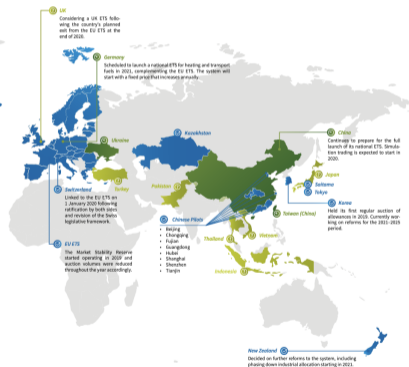 UK
Considering a UK ETS follo-
wing the country's planned
exit from the EU ETS at the
end of 2020.
Germany
Scheduled to launch a national ETS for heating and transport
fuels in 2021, complementing the EU ETS. The system will
start with a fixed price that increases annually.
Ukraine
Kazakhstan
China
Continues to prepare for the full
launch of its national ETS. Simula-
tion trading is expected to start in
2020.
Turkey
Pakistan
Japan
Saitama
Tokyo
Switzerland
Linked to the EU ETS on
1 January 2020 following
ratification by both sides
and revision of the Swiss
legislative framework.
Korea
Held its first regular auction of
allowances in 2019. Currently wor-
king on reforms for the 2021-2025
period.
Taiwan (China)
Chinese Pilots
• Beijing
• Chongqing
• Fujian
• Guangdong
• Hubei
• Shanghai
• Shenzhen
• Tianjin
Thailand
Vietnam
EU ETS
The Market Stability Reserve
started operating in 2019 and
auction volumes were reduced
throughout the year accordingly.
Indonesia
New Zealand
Decided on further reforms to the system, including
phasing down industrial allocation starting in 2021.